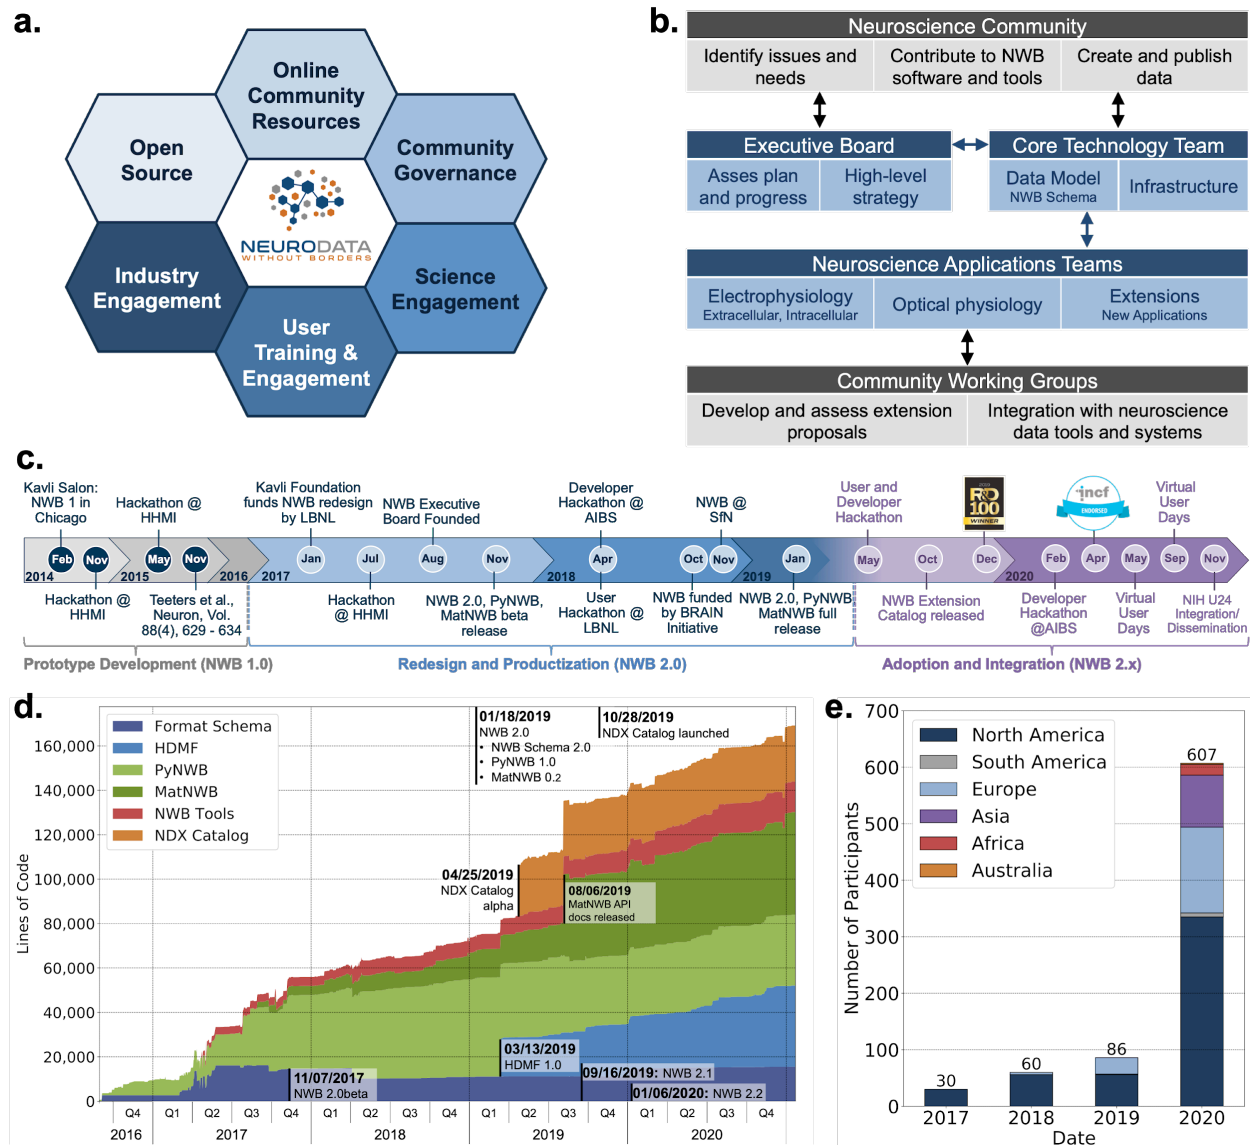 a.
Online
Community
Resources
Open
Source
Community
Governance
NEURODATA
WITHOUT BORDERS
Industry
Engagement
Science
Engagement
User
Training &
Engagement
b.
Neuroscience Community
Identify issues and
needs
Contribute to NWB
software and tools
Create and publish
data
Executive Board
Asses plan
and progress
High-level
strategy
Core Technology Team
Data Model
NWB Schema
Infrastructure
Neuroscience Applications Teams
Electrophysiology
Extracellular, Intracellular
Optical physiology
Extensions
New Applications
Community Working Groups
Develop and assess extension
proposals
Integration with neuroscience
data tools and systems
c.
Kavli Salon:
NWB 1 in
Chicago
Hackathon @
HHMI
Kavli Foundation
funds NWB redesign
by LBNL
NWB Executive
Board Founded
Developer
Hackathon @
AIBS
NWB @
SfN
User and
Developer
Hackathon
R&D
100
WINNER
incf
ENDORSED
Virtual
User
Days
Feb
Nov
May
Nov
Jan
Jul
Aug
Nov
Apr
Oct
Nov
Jan
May
Oct
Dec
Feb
Apr
May
Sep
Nov
2014
2015
2016
2017
2018
2019
2020
Hackathon @
HHMI
Teeters et al.,
Neuron, Vol.
88(4), 629 - 634
Hackathon
@ HHMI
NWB 2.0, PyNWB,
MatNWB beta
release
User
Hackathon @
LBNL
NWB funded
by BRAIN
Initiative
NWB 2.0, PyNWB
MatNWB full
release
NWB Extension
Catalog released
Developer
Hackathon
@AIBS
Virtual
User
Days
NIH U24
Integration/
Dissemination
Prototype Development (NWB 1.0)
Redesign and Productization (NWB 2.0)
Adoption and Integration (NWB 2.x)
d.
Format Schema
HDMF
PyNWB
MatNWB
NWB Tools
NDX Catalog
01/18/2019
NWB 2.0
• NWB Schema 2.0
• PyNWB 1.0
• MatNWB 0.2
10/28/2019
NDX Catalog launched
04/25/2019
NDX Catalog
alpha
08/06/2019
MatNWB API
docs released
03/13/2019
HDMF 1.0
11/07/2017
NWB 2.0beta
09/16/2019: NWB 2.1
01/06/2020: NWB 2.2
Lines of Code
160,000
140,000
120,000
100,000
80,000
60,000
40,000
20,000
0
Q4
Q1
Q2
Q3
Q4
Q1
Q2
Q3
Q4
Q1
Q2
Q3
Q4
Q1
Q2
Q3
Q4
2016
2017
2018
2019
2020
e.
North America
South America
Europe
Asia
Africa
Australia
Number of Participants
700
600
500
400
300
200
100
0
30
60
86
607
2017
2018
2019
2020
Date